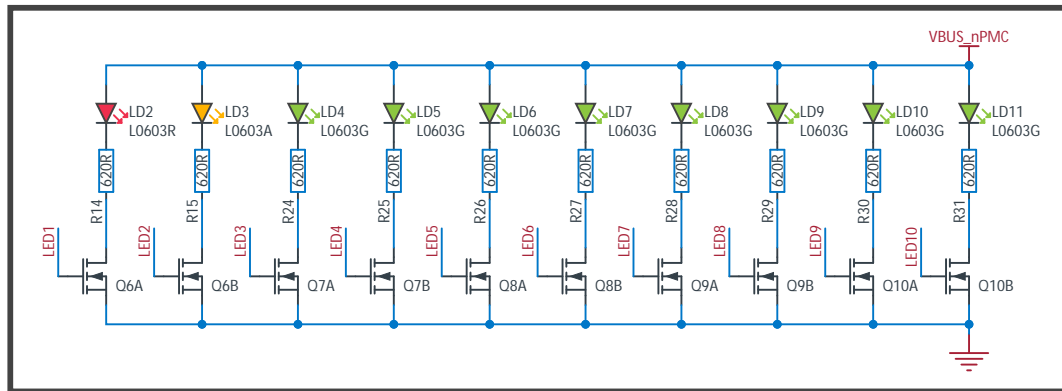 VBUS_nPMC
LD2
L0603R
LD3
L0603A
LD4
L0603G
LD5
L0603G
LD6
L0603G
LD7
L0603G
LD8
L0603G
LD9
L0603G
LD10
L0603G
LD11
L0603G
620R
620R
620R
620R
620R
620R
620R
620R
620R
620R
R14
R15
R24
R25
R26
R27
R28
R29
R30
R31
LED1
LED2
LED3
LED4
LED5
LED6
LED7
LED8
LED9
LED10
Q6A
Q6B
Q7A
Q7B
Q8A
Q8B
Q9A
Q9B
Q10A
Q10B